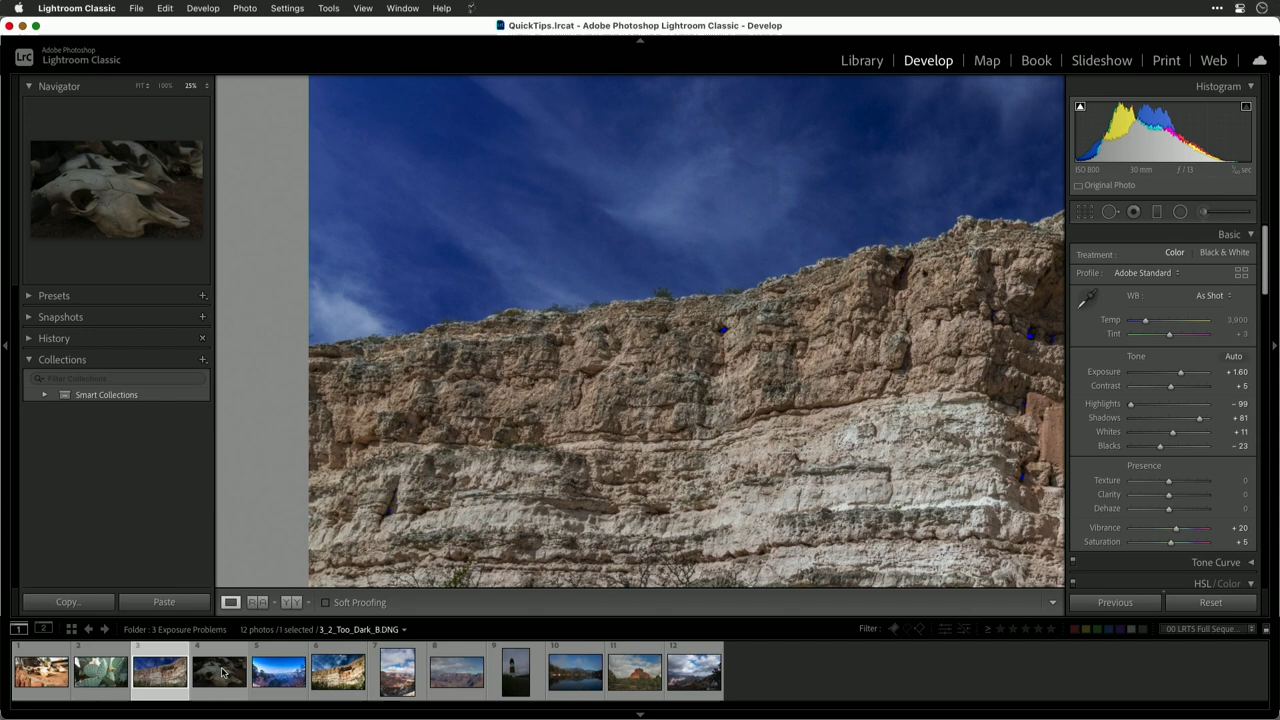 Lightroom Classic File Edit Develop Photo Settings Tools View Window Help
QuickTips.lrcat - Adobe Photoshop Lightroom Classic - Develop
Lrc
Adobe Photoshop
Lightroom Classic
Library | Develop | Map | Book | Slideshow | Print | Web
Navigator FIT 100% 25%
Presets
Snapshots
History
Collections
Filter Collections
Smart Collections
Copy... Paste
Histogram
ISO 800 30 mm ƒ / 13 sec
Original Photo
Basic
Treatment : Color Black & White
Profile : Adobe Standard
WB : As Shot
Temp 3,900
Tint + 3
Tone Auto
Exposure + 1.60
Contrast + 5
Highlights – 99
Shadows + 81
Whites + 11
Blacks – 23
Presence
Texture 0
Clarity 0
Dehaze 0
Vibrance + 20
Saturation + 5
Tone Curve
HSL / Color
Previous Reset
Soft Proofing
1 2 Folder : 3 Exposure Problems 12 photos / 1 selected / 3_2_Too_Dark_B.DNG Filter : 00 LRTS Full Seque...
1 2 3 4 5 6 7 8 9 10 11 12